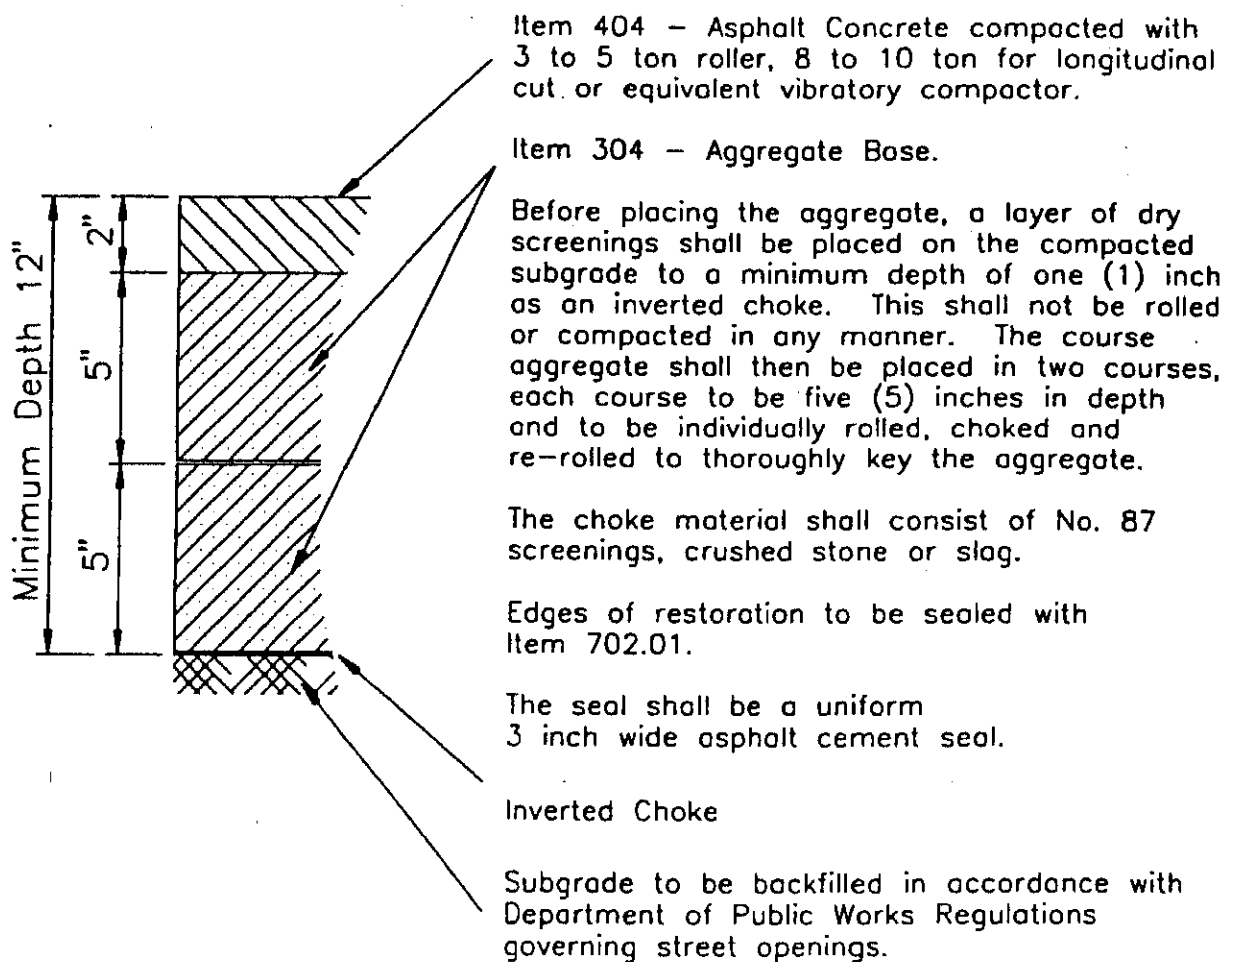 Item 404 – Asphalt Concrete compacted with
3 to 5 ton roller, 8 to 10 ton for longitudinal
cut or equivalent vibratory compactor.
Item 304 – Aggregate Base.
Before placing the aggregate, a layer of dry
screenings shall be placed on the compacted
subgrade to a minimum depth of one (1) inch
as an inverted choke. This shall not be rolled
or compacted in any manner. The course
aggregate shall then be placed in two courses,
each course to be five (5) inches in depth
and to be individually rolled, choked and
re-rolled to thoroughly key the aggregate.
The choke material shall consist of No. 87
screenings, crushed stone or slag.
Edges of restoration to be sealed with
Item 702.01.
The seal shall be a uniform
3 inch wide asphalt cement seal.
Inverted Choke
Subgrade to be backfilled in accordance with
Department of Public Works Regulations
governing street openings.
Minimum Depth 12"
2"
5"
5"